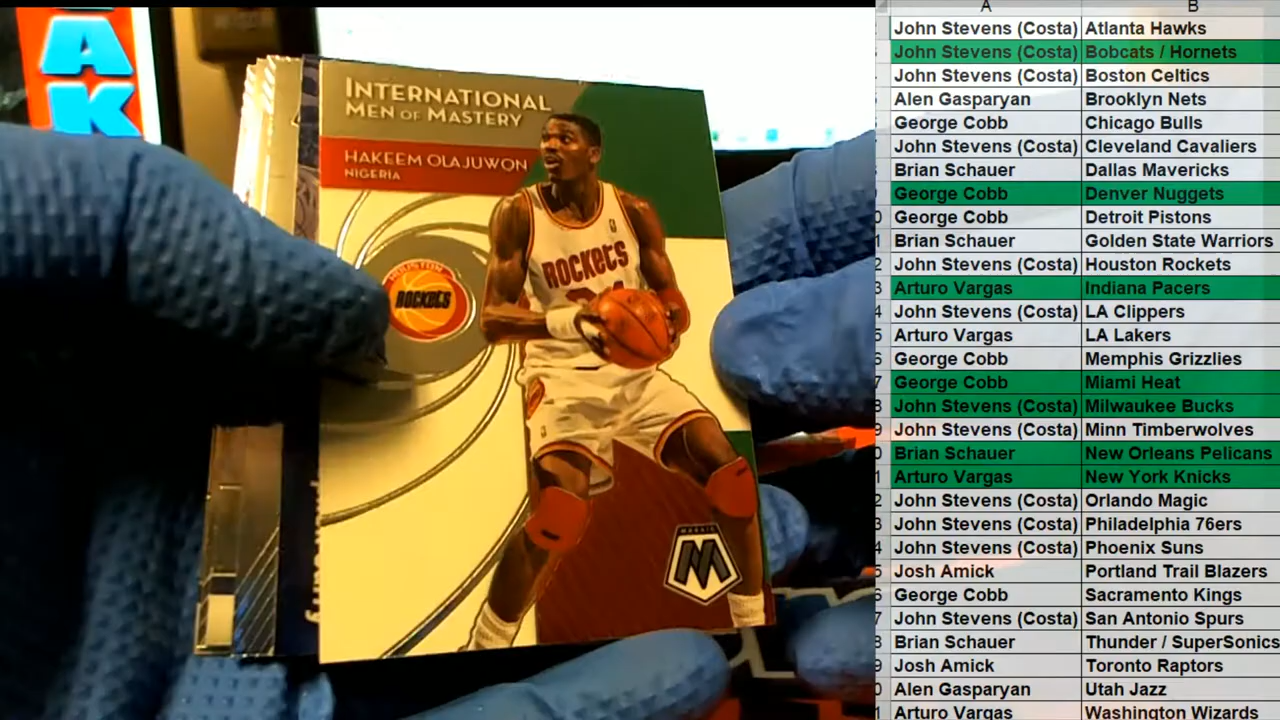 AK
INTERNATIONAL
MEN OF MASTERY
HAKEEM OLAJUWON
NIGERIA
HOUSTON
ROCKETS
ROCKETS
MOSAIC
M
A B
John Stevens (Costa) Atlanta Hawks
John Stevens (Costa) Bobcats / Hornets
John Stevens (Costa) Boston Celtics
Alen Gasparyan Brooklyn Nets
George Cobb Chicago Bulls
John Stevens (Costa) Cleveland Cavaliers
Brian Schauer Dallas Mavericks
George Cobb Denver Nuggets
George Cobb Detroit Pistons
Brian Schauer Golden State Warriors
John Stevens (Costa) Houston Rockets
Arturo Vargas Indiana Pacers
John Stevens (Costa) LA Clippers
Arturo Vargas LA Lakers
George Cobb Memphis Grizzlies
George Cobb Miami Heat
John Stevens (Costa) Milwaukee Bucks
John Stevens (Costa) Minn Timberwolves
Brian Schauer New Orleans Pelicans
Arturo Vargas New York Knicks
John Stevens (Costa) Orlando Magic
John Stevens (Costa) Philadelphia 76ers
John Stevens (Costa) Phoenix Suns
Josh Amick Portland Trail Blazers
George Cobb Sacramento Kings
John Stevens (Costa) San Antonio Spurs
Brian Schauer Thunder / SuperSonics
Josh Amick Toronto Raptors
Alen Gasparyan Utah Jazz
Arturo Vargas Washington Wizards